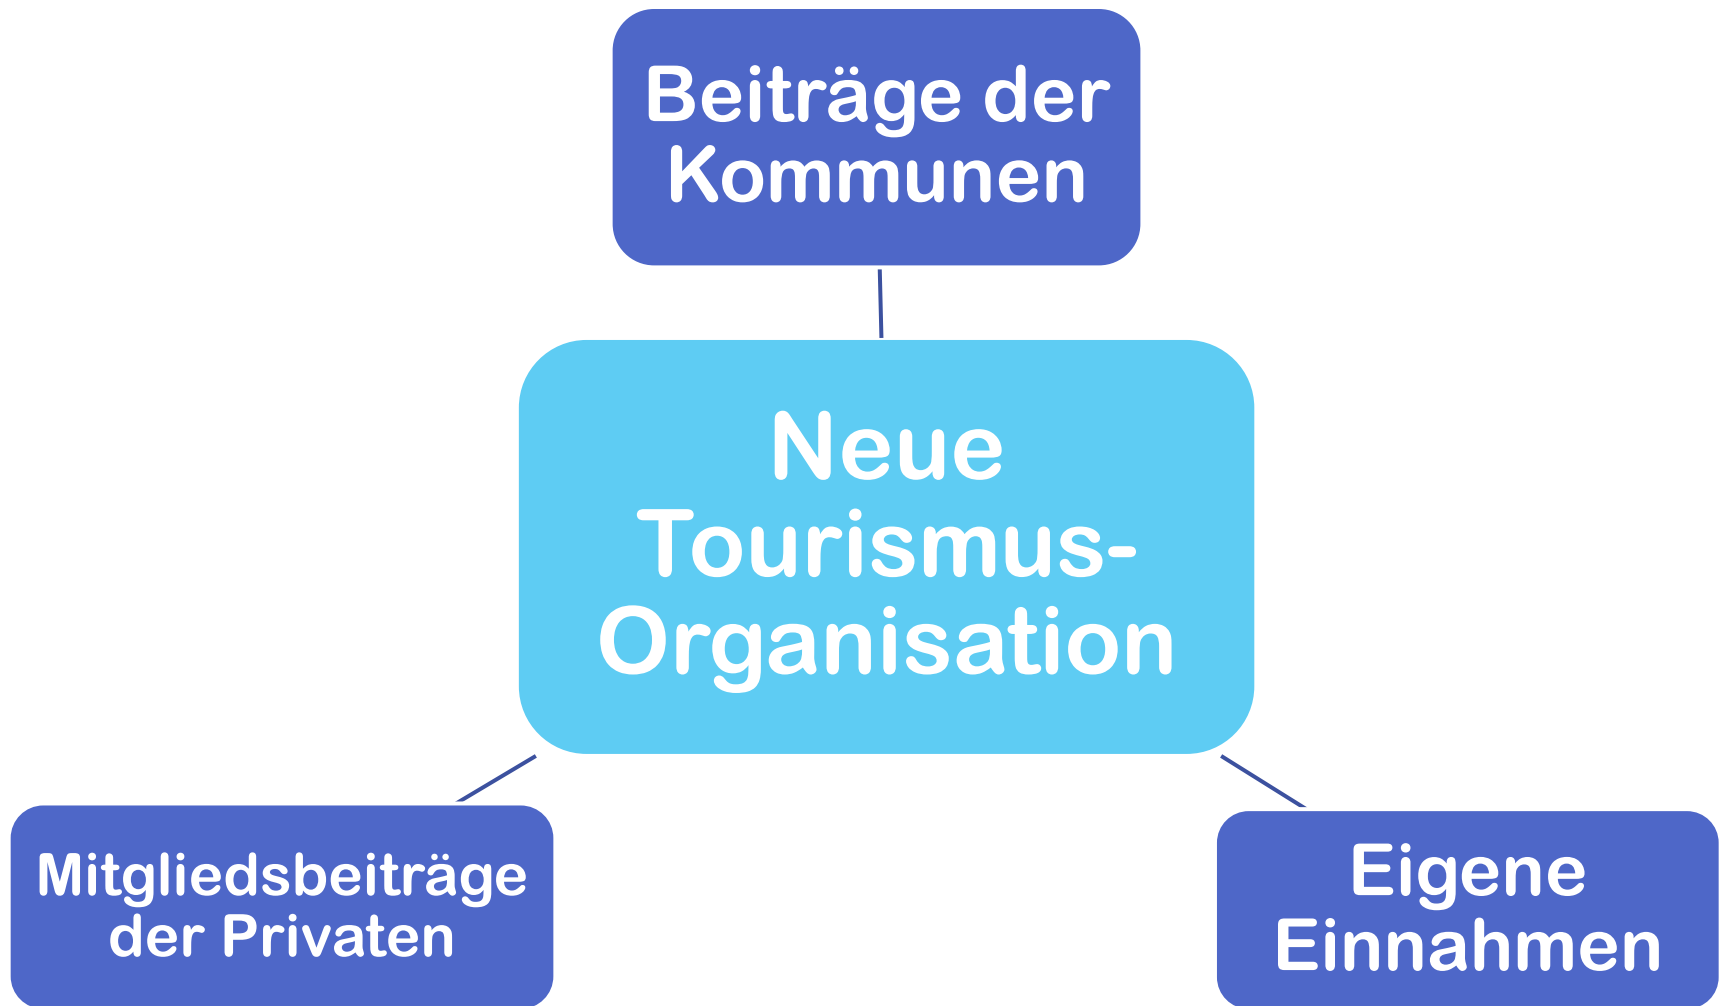 Beiträge der
Kommunen
Neue
Tourismus-
Organisation
Mitgliedsbeiträge
der Privaten
Eigene
Einnahmen